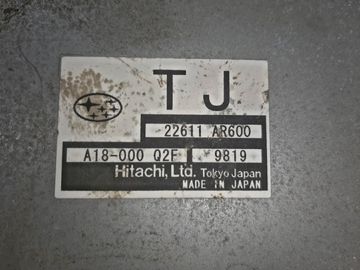 TJ
22611 AR600
A18-000 Q2F 9819
Hitachi, Ltd. Tokyo Japan
MADE IN JAPAN